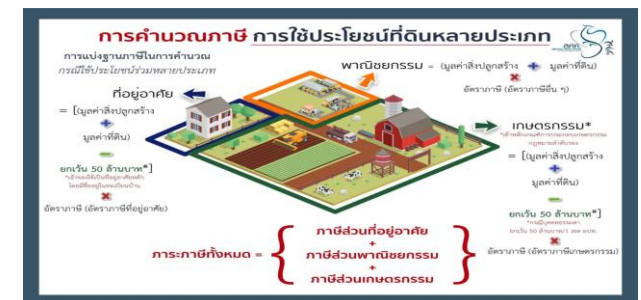 การคำนวณภาษี การใช้ประโยชน์ที่ดินหลายประเภท
การแบ่งฐานภาษีในการคำนวณ
กรณีใช้ประโยชน์ร่วมหลายประเภท
พาณิชยกรรม = (มูลค่าสิ่งปลูกสร้าง + มูลค่าที่ดิน)
×
อัตราภาษี (อัตราภาษีอื่น ๆ)
ที่อยู่อาศัย
= [(มูลค่าสิ่งปลูกสร้าง
+
มูลค่าที่ดิน)
-
ยกเว้น 50 ล้านบาท*]
×
อัตราภาษี (อัตราภาษีที่อยู่อาศัย)
เกษตรกรรม*
= [(มูลค่าสิ่งปลูกสร้าง
+
มูลค่าที่ดิน)
-
ยกเว้น 50 ล้านบาท*]
×
อัตราภาษี (อัตราภาษีเกษตรกรรม)
ภาระภาษีทั้งหมด = { ภาษีส่วนที่อยู่อาศัย
+
ภาษีส่วนพาณิชยกรรม
+
ภาษีส่วนเกษตรกรรม }